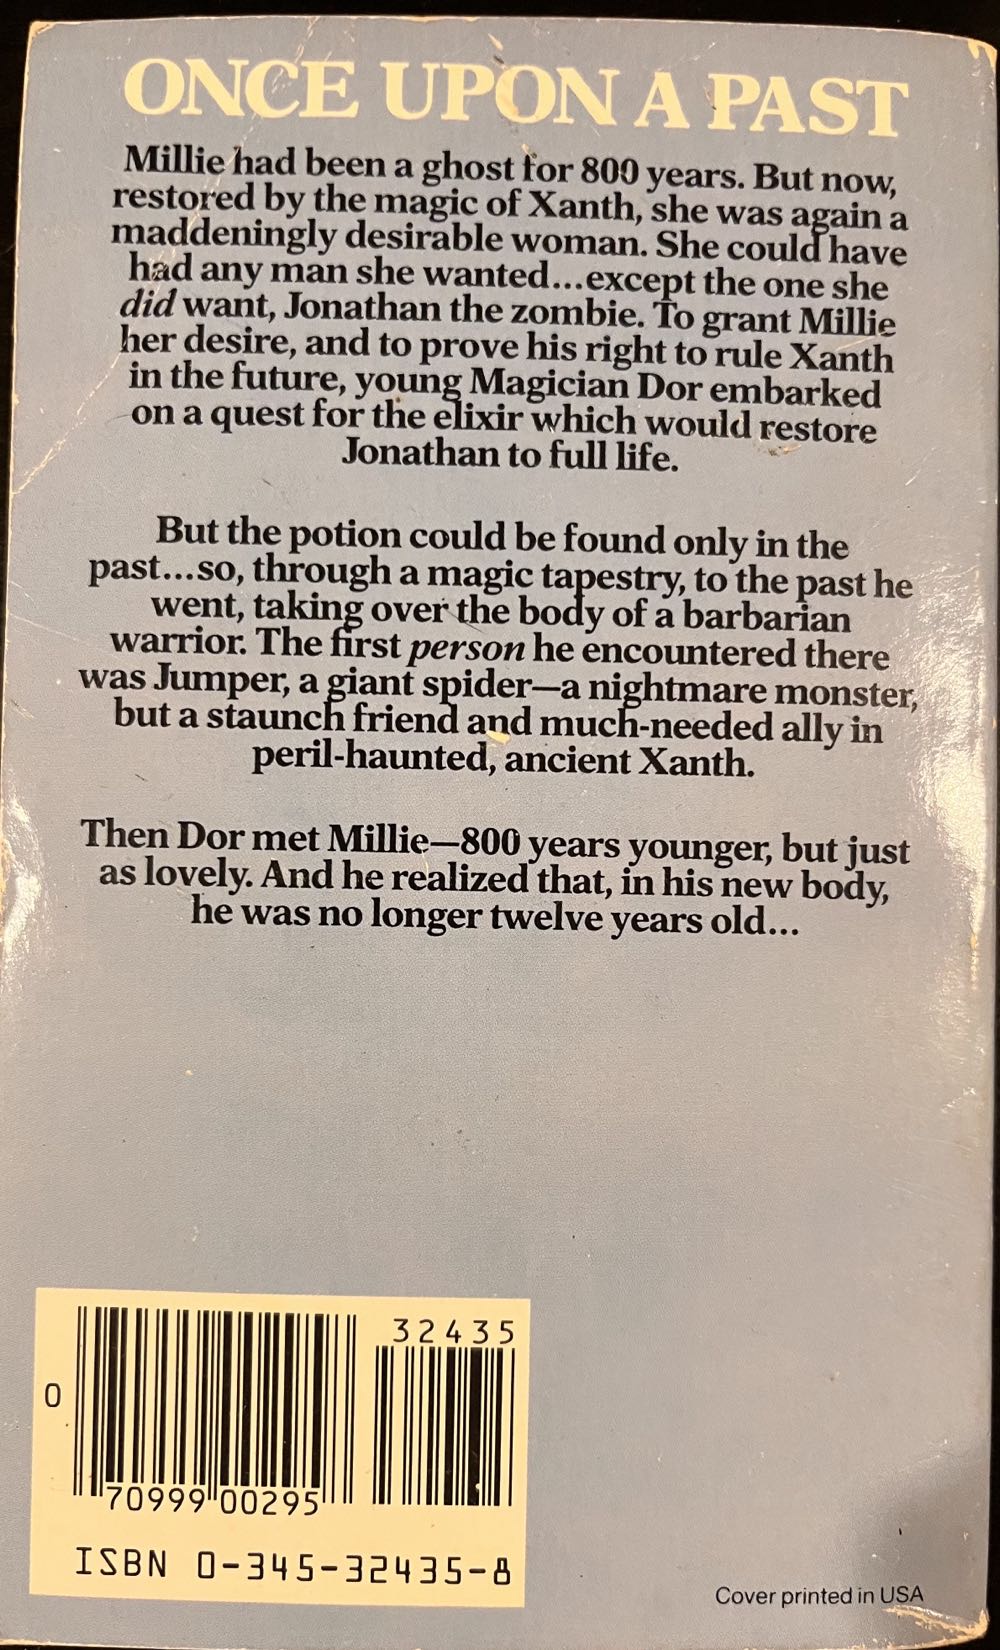 ONCE UPON A PAST
Millie had been a ghost for 800 years. But now,
restored by the magic of Xanth, she was again a
maddeningly desirable woman. She could have
had any man she wanted...except the one she
did want, Jonathan the zombie. To grant Millie
her desire, and to prove his right to rule Xanth
in the future, young Magician Dor embarked
on a quest for the elixir which would restore
Jonathan to full life.
But the potion could be found only in the
past...so, through a magic tapestry, to the past he
went, taking over the body of a barbarian
warrior. The first person he encountered there
was Jumper, a giant spider—a nightmare monster,
but a staunch friend and much-needed ally in
peril-haunted, ancient Xanth.
Then Dor met Millie—800 years younger, but just
as lovely. And he realized that, in his new body,
he was no longer twelve years old...
32435
0
70999 00295
ISBN 0-345-32435-8
Cover printed in USA